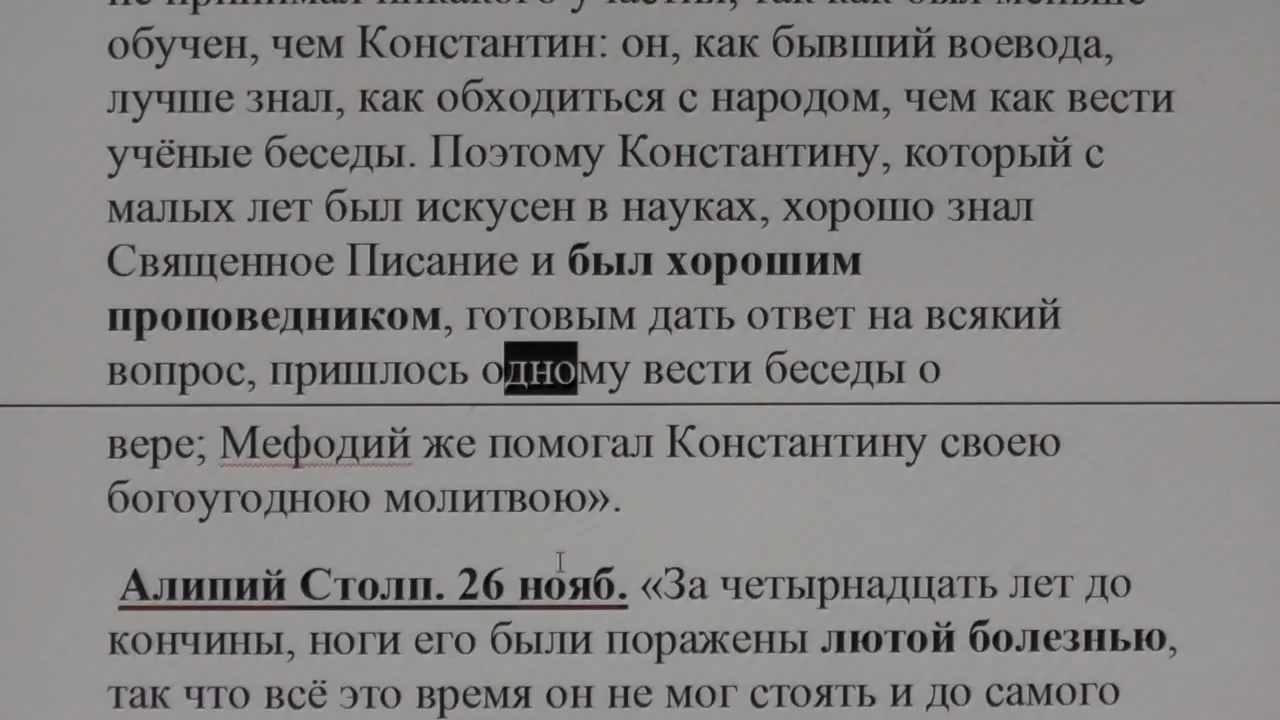 обучен, чем Константин: он, как бывший воевода,
лучше знал, как обходиться с народом, чем как вести
учёные беседы. Поэтому Константину, который с
малых лет был искусен в науках, хорошо знал
Священное Писание и был хорошим
проповедником, готовым дать ответ на всякий
вопрос, пришлось одному вести беседы о
вере; Мефодий же помогал Константину своею
богоугодною молитвою».
Алипий Столп. 26 нояб. «За четырнадцать лет до
кончины, ноги его были поражены лютой болезнью,
так что всё это время он не мог стоять и до самого